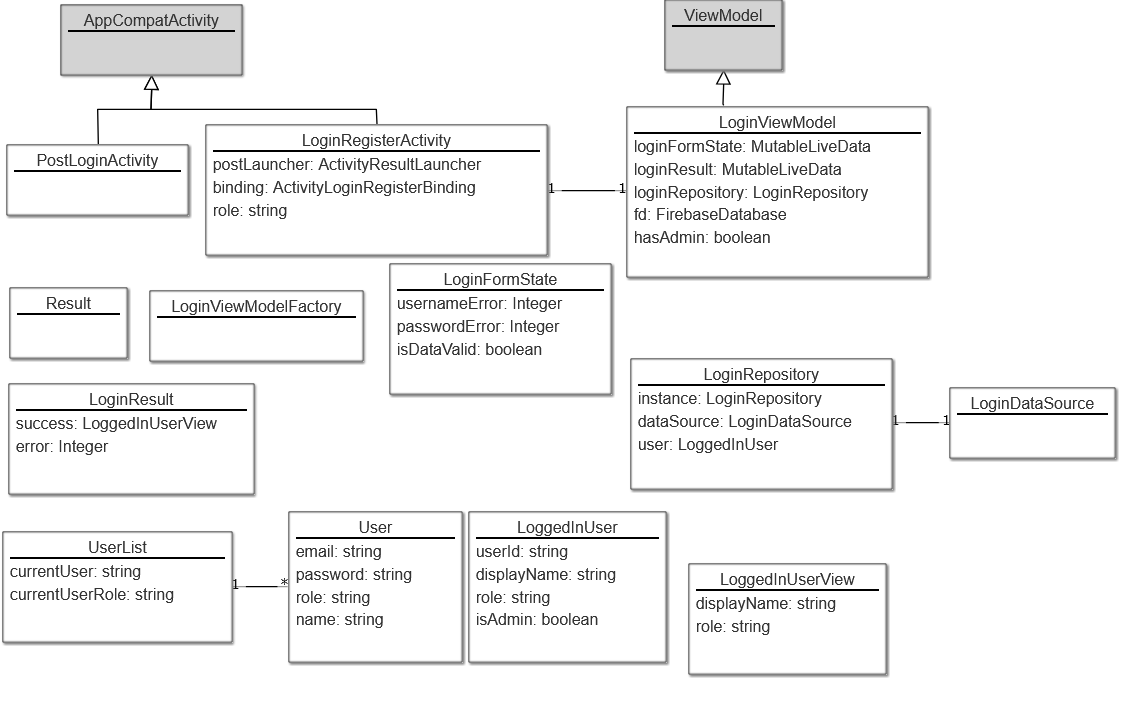 AppCompatActivity
ViewModel
PostLoginActivity
LoginRegisterActivity
postLauncher: ActivityResultLauncher
binding: ActivityLoginRegisterBinding
role: string
1
1
LoginViewModel
loginFormState: MutableLiveData
loginResult: MutableLiveData
loginRepository: LoginRepository
fd: FirebaseDatabase
hasAdmin: boolean
Result
LoginViewModelFactory
LoginFormState
usernameError: Integer
passwordError: Integer
isDataValid: boolean
LoginResult
success: LoggedInUserView
error: Integer
LoginRepository
instance: LoginRepository
dataSource: LoginDataSource
user: LoggedInUser
1
1
LoginDataSource
UserList
currentUser: string
currentUserRole: string
1
*
User
email: string
password: string
role: string
name: string
LoggedInUser
userId: string
displayName: string
role: string
isAdmin: boolean
LoggedInUserView
displayName: string
role: string